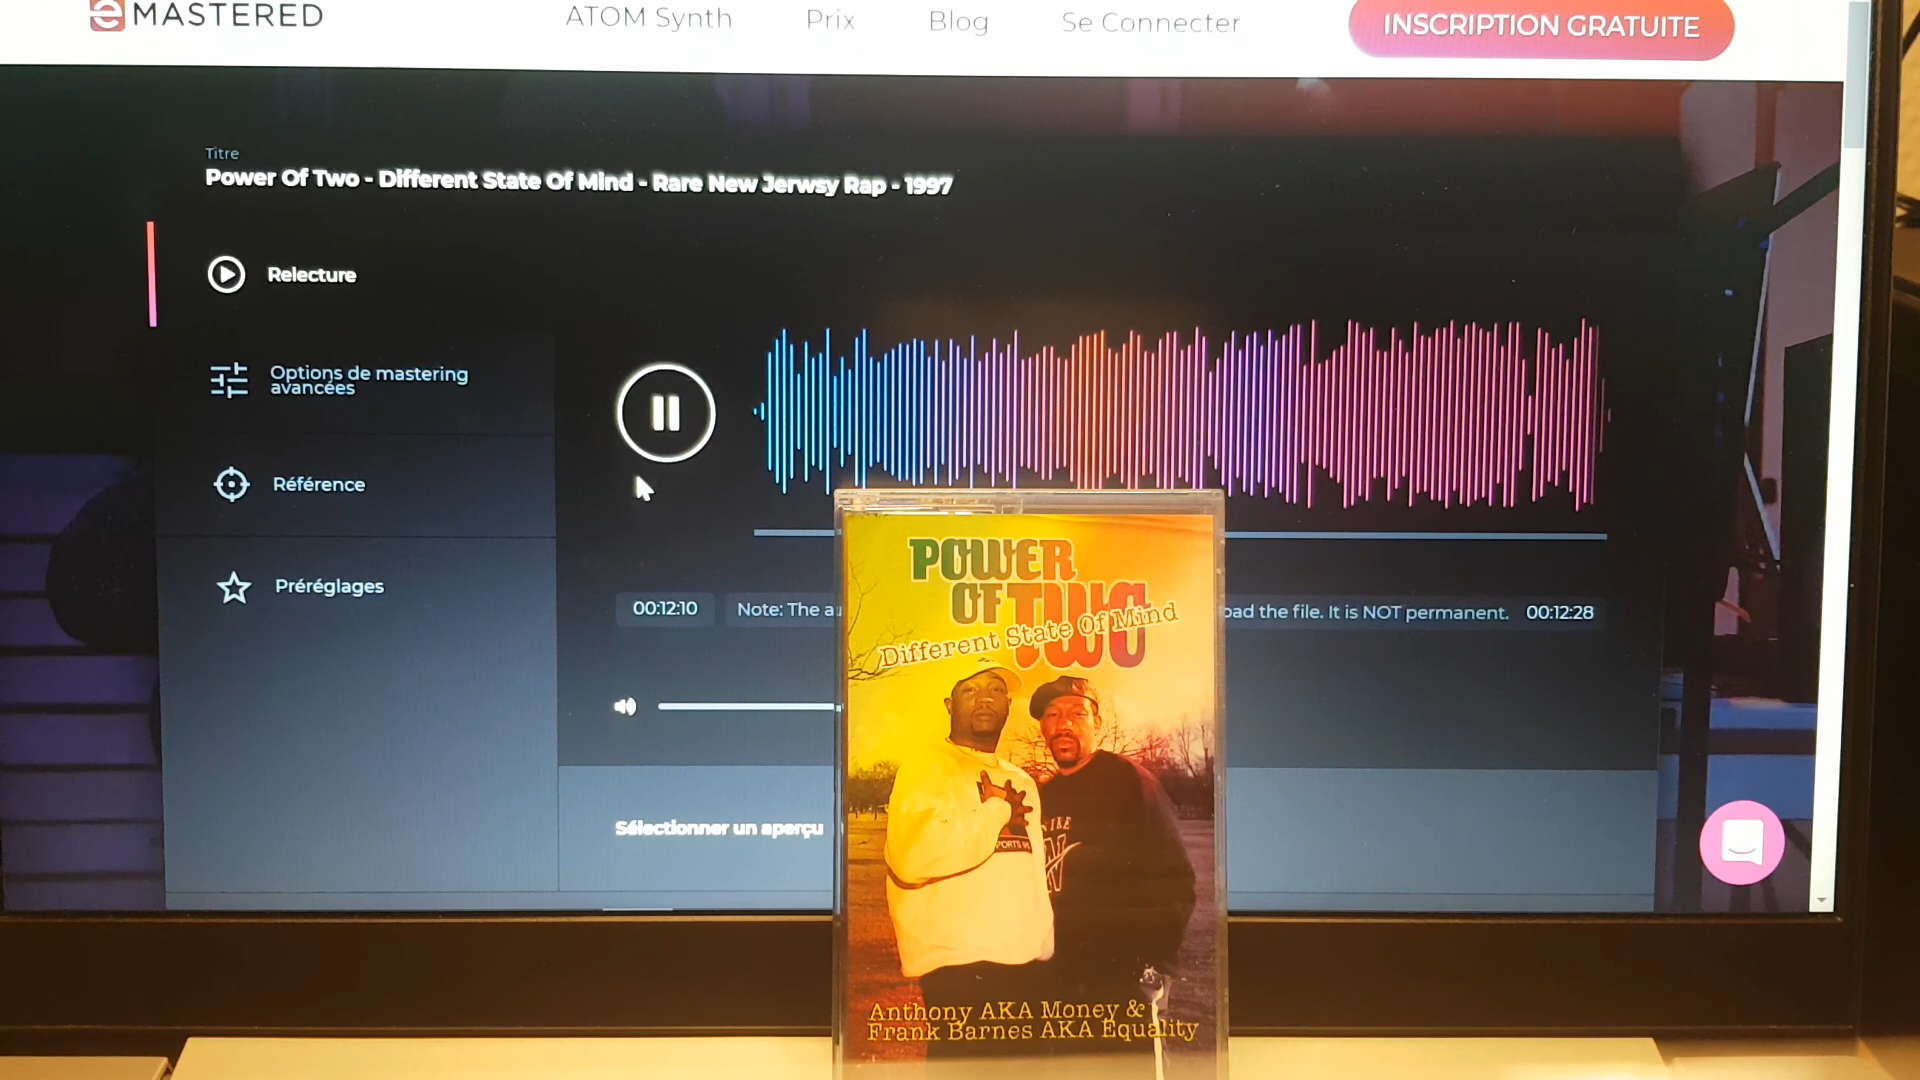 eMASTERED
ATOM Synth
Prix
Blog
Se Connecter
INSCRIPTION GRATUITE
Titre
Power Of Two - Different State Of Mind - Rare New Jerwsy Rap - 1997
Relecture
Options de mastering
avancées
Référence
Préréglages
00:12:10
Note: The
oad the file. It is NOT permanent.
00:12:28
Sélectionner un aperçu
POWER
OF TWO
Different State Of Mind
Anthony AKA Money &
Frank Barnes AKA Equality